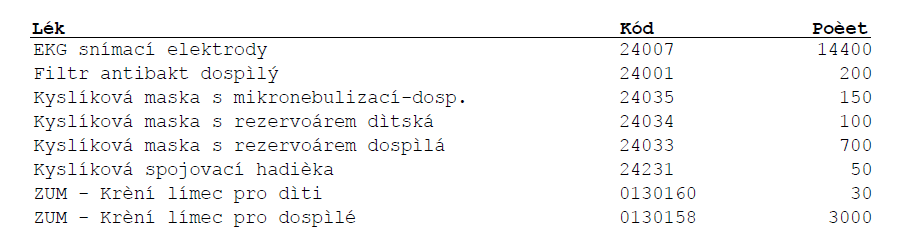 Lék Kód Poèet
EKG snímací elektrody 24007 14400
Filtr antibakt dospìlý 24001 200
Kyslíková maska s mikronebulizací-dosp. 24035 150
Kyslíková maska s rezervoárem dìtská 24034 100
Kyslíková maska s rezervoárem dospìlá 24033 700
Kyslíková spojovací hadièka 24231 50
ZUM - Krèní límec pro dìti 0130160 30
ZUM - Krèní límec pro dospìlé 0130158 3000